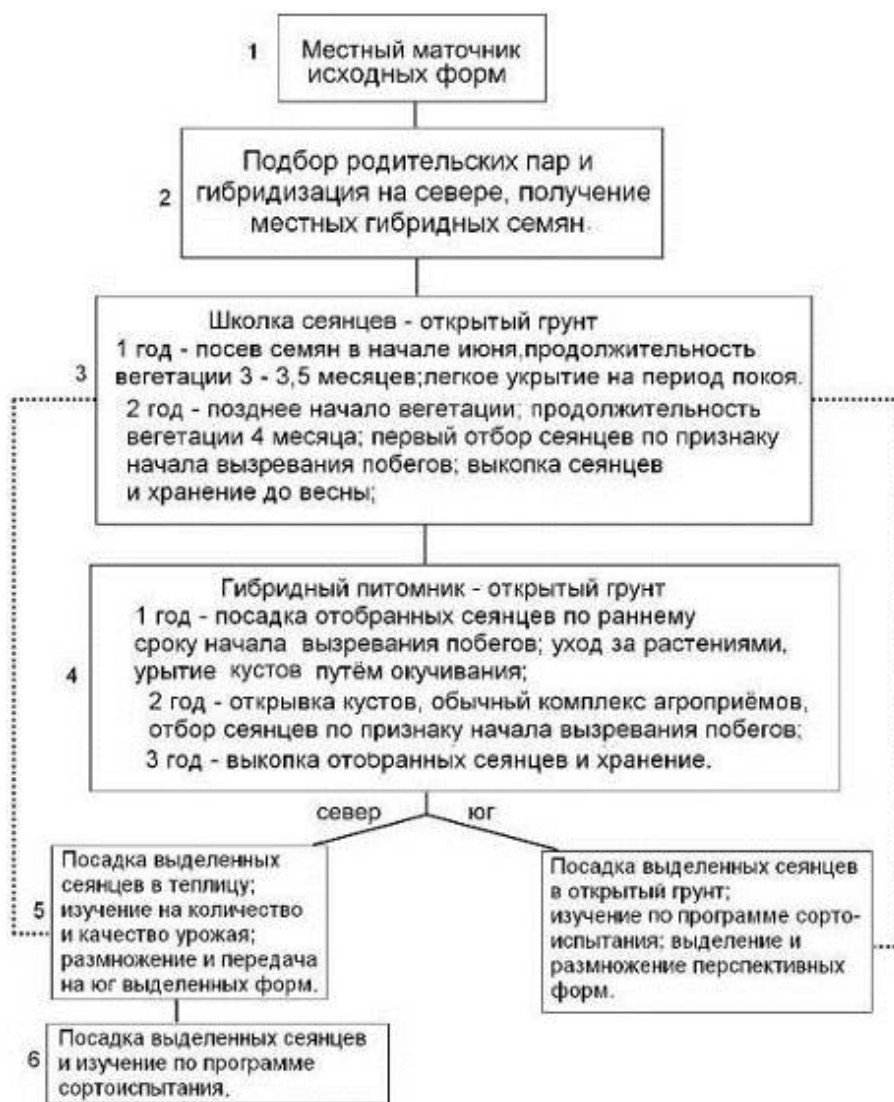 1
Местный маточник
исходных форм
2
Подбор родительских пар и
гибридизация на севере, получение
местных гибридных семян.
3
Школка сеянцев - открытый грунт
1 год - посев семян в начале июня,продолжительность
вегетации 3 - 3,5 месяцев;легкое укрытие на период покоя.
2 год - позднее начало вегетации; продолжительность
вегетации 4 месяца; первый отбор сеянцев по признаку
начала вызревания побегов; выкопка сеянцев
и хранение до весны;
4
Гибридный питомник - открытый грунт
1 год - посадка отобранных сеянцев по раннему
сроку начала вызревания побегов; уход за растениями,
урытие кустов путём окучивания;
2 год - открывка кустов, обычный комплекс агроприёмов,
отбор сеянцев по признаку начала вызревания побегов;
3 год - выкопка отобранных сеянцев и хранение.
север юг
5
Посадка выделенных
сеянцев в теплицу;
изучение на количество
и качество урожая;
размножение и передача
на юг выделенных форм.
Посадка выделенных сеянцев
в открытый грунт;
изучение по программе сорто-
испытания; выделение и
размножение перспективных
форм.
6
Посадка выделенных сеянцев
и изучение по программе
сортоиспытания.